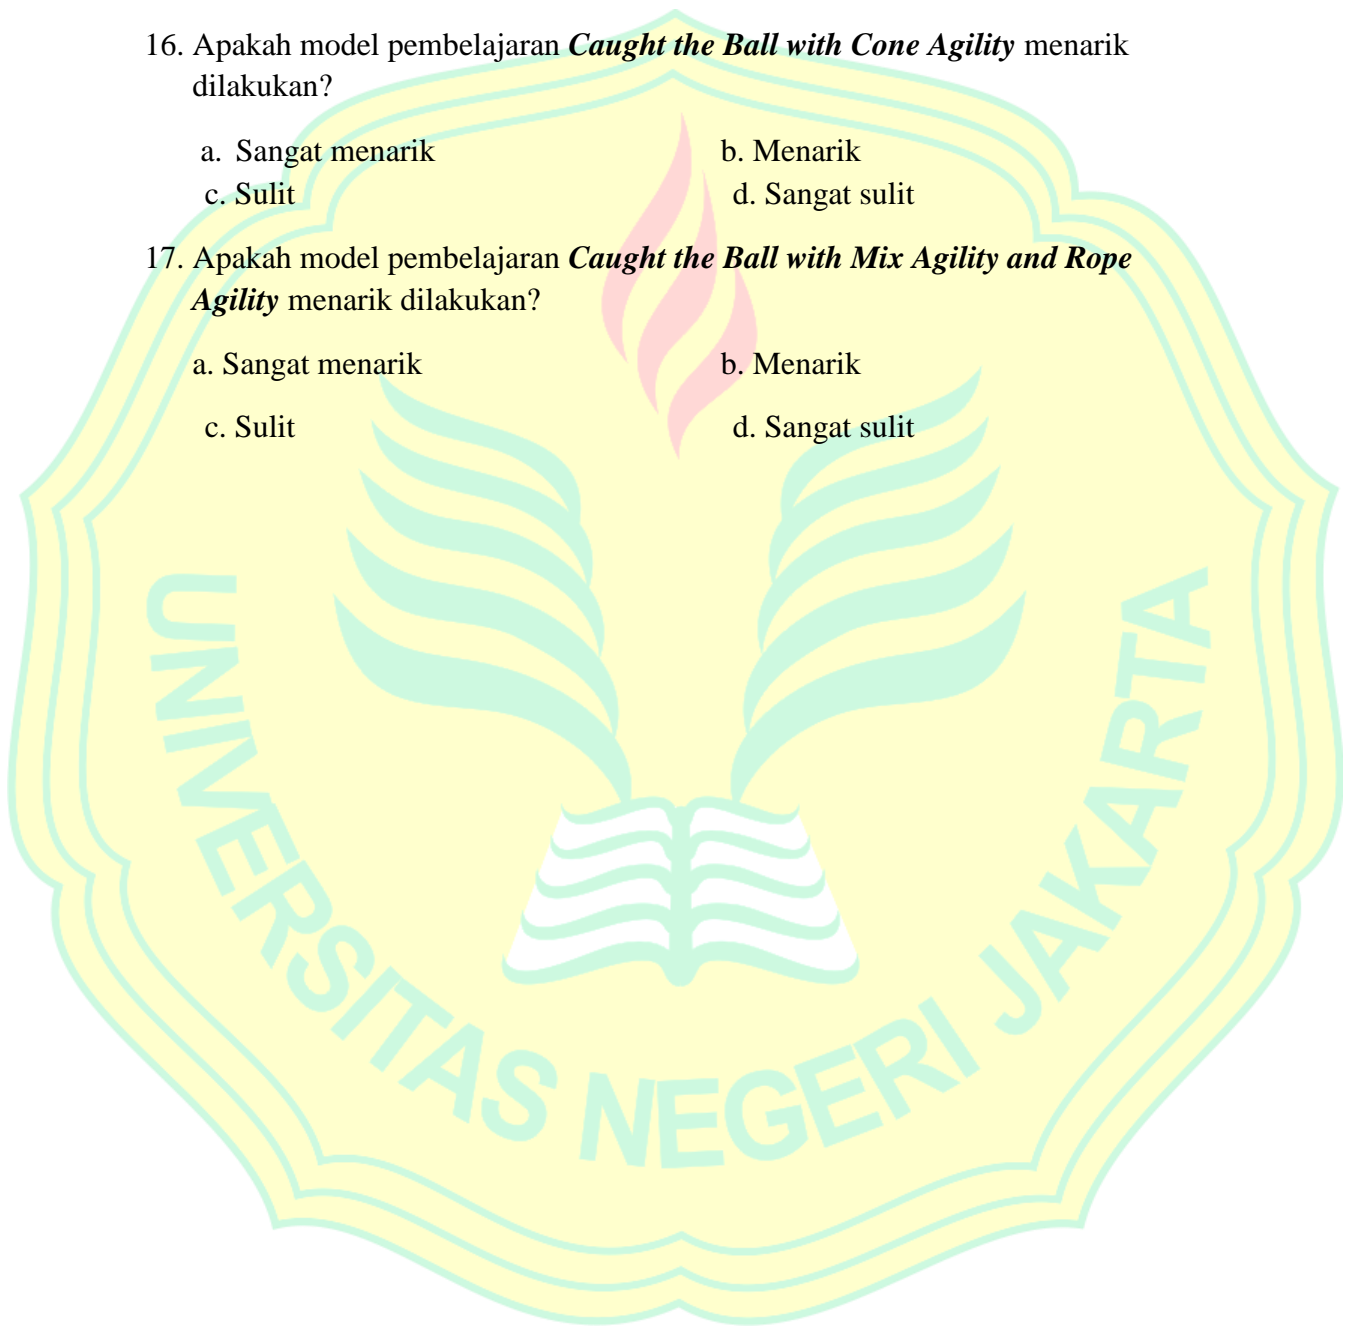 16. Apakah model pembelajaran Caught the Ball with Cone Agility menarik
dilakukan?
a. Sangat menarik b. Menarik
c. Sulit d. Sangat sulit
17. Apakah model pembelajaran Caught the Ball with Mix Agility and Rope
Agility menarik dilakukan?
a. Sangat menarik b. Menarik
c. Sulit d. Sangat sulit
UNIVERSITAS NEGERI JAKARTA